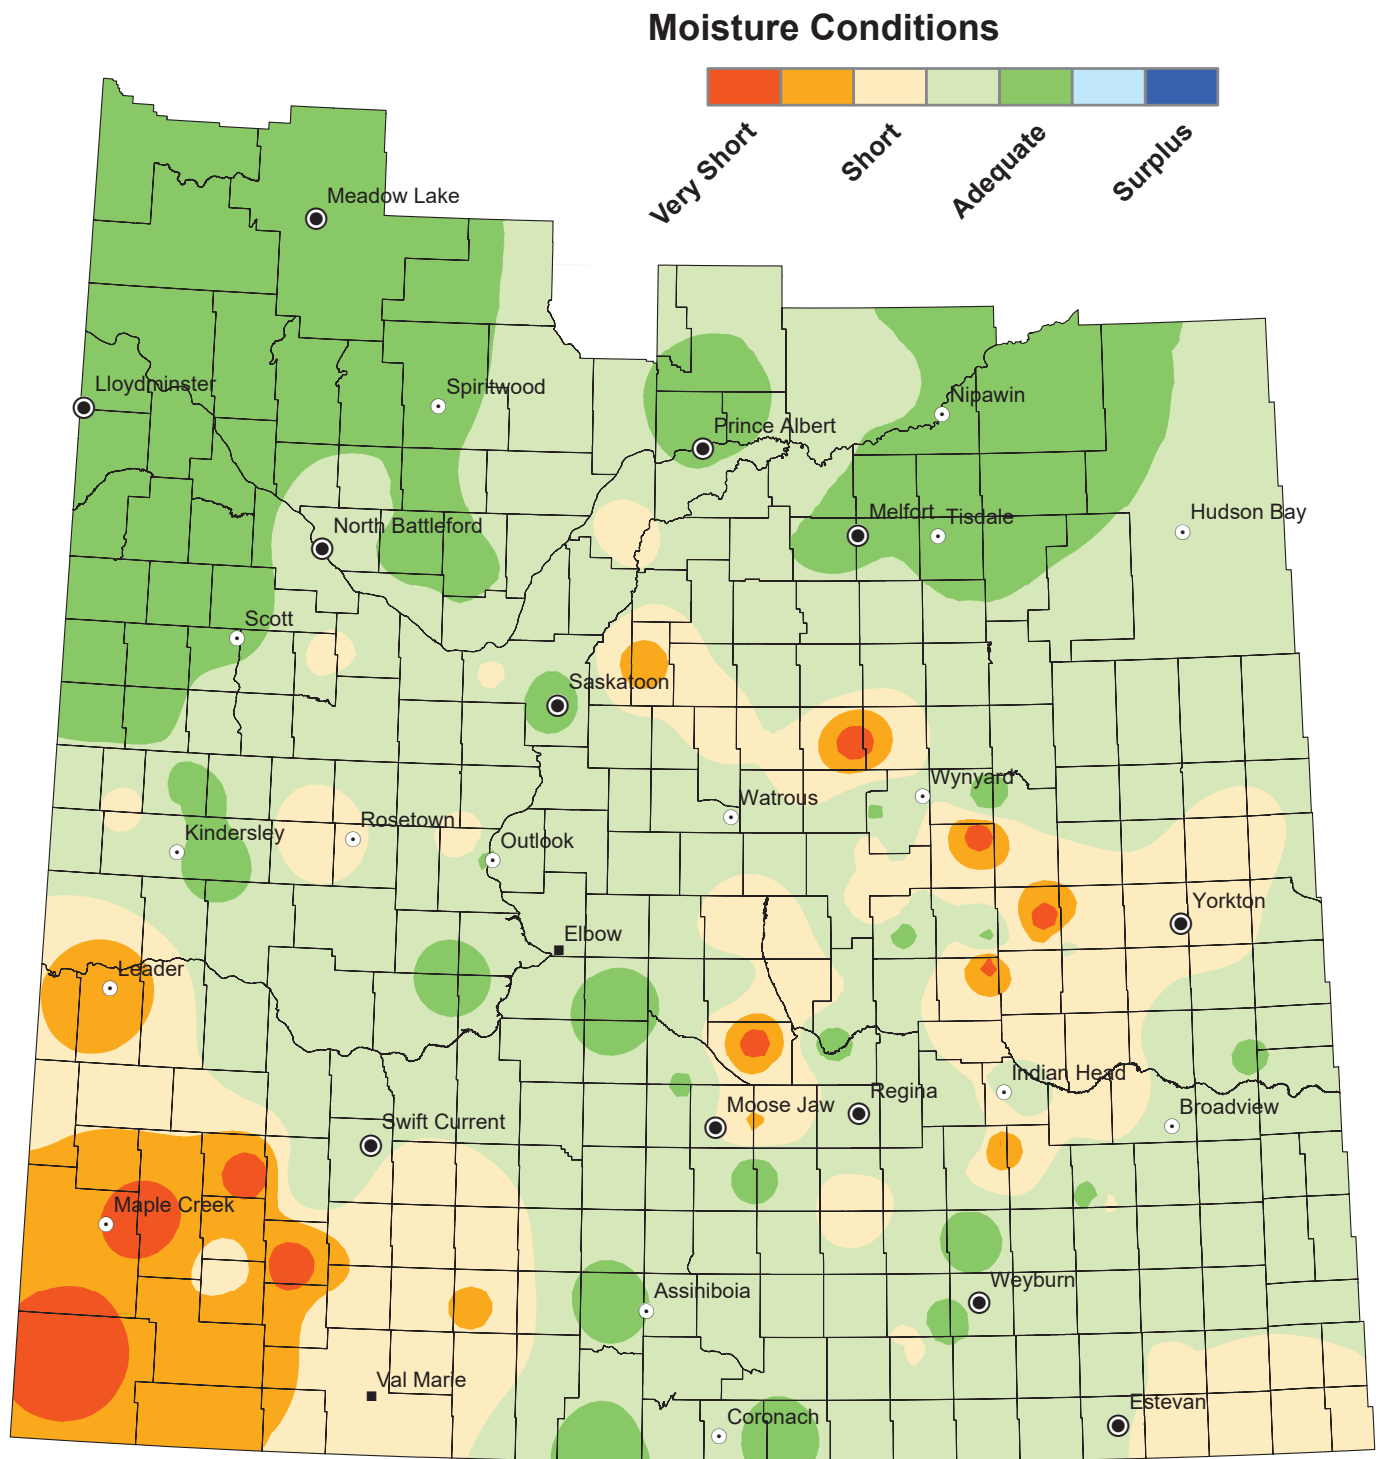 Moisture Conditions
Very Short
Short
Adequate
Surplus
Meadow Lake
Lloydminster
Spiritwood
Nipawin
Prince Albert
Melfort
Tisdale
Hudson Bay
North Battleford
Scott
Saskatoon
Wynyard
Watrous
Rosetown
Kindersley
Outlook
Yorkton
Elbow
Leader
Indian Head
Regina
Moose Jaw
Broadview
Swift Current
Maple Creek
Weyburn
Assiniboia
Val Marie
Estevan
Coronach